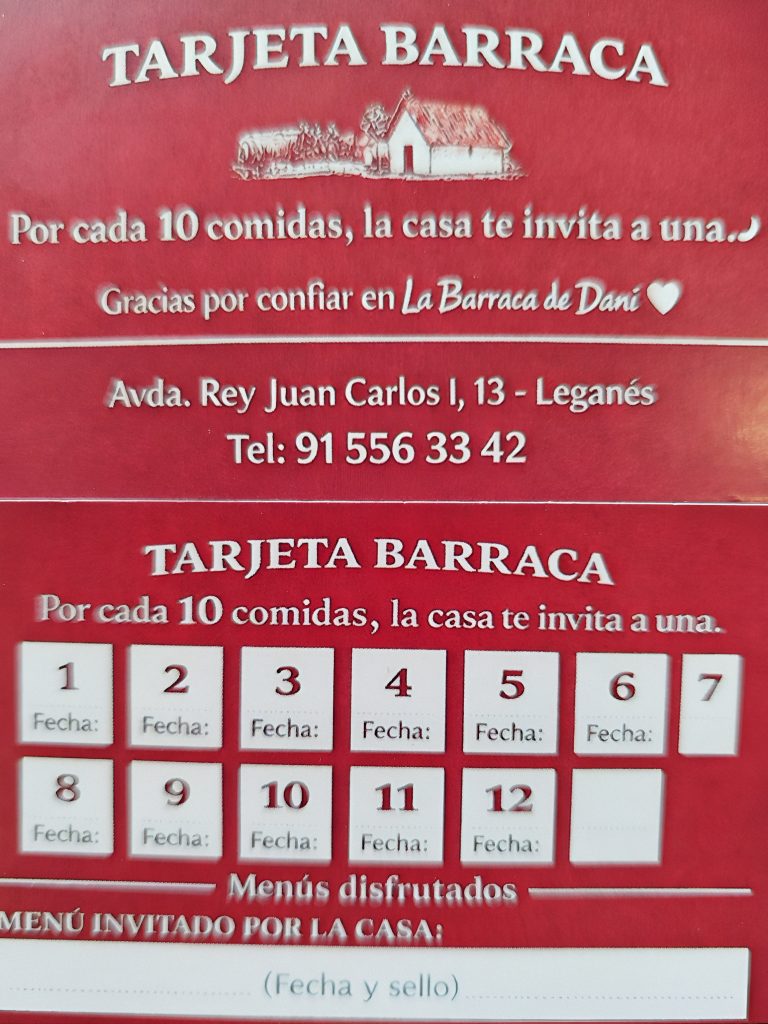 TARJETA BARRACA
Por cada 10 comidas, la casa te invita a una.
Gracias por confiar en La Barraca de Dani
Avda. Rey Juan Carlos I, 13 - Leganés
Tel: 91 556 33 42
TARJETA BARRACA
Por cada 10 comidas, la casa te invita a una.
1 2 3 4 5 6 7
Fecha: Fecha: Fecha: Fecha: Fecha: Fecha:
8 9 10 11 12
Fecha: Fecha: Fecha: Fecha: Fecha:
Menús disfrutados
MENÚ INVITADO POR LA CASA:
(Fecha y sello)